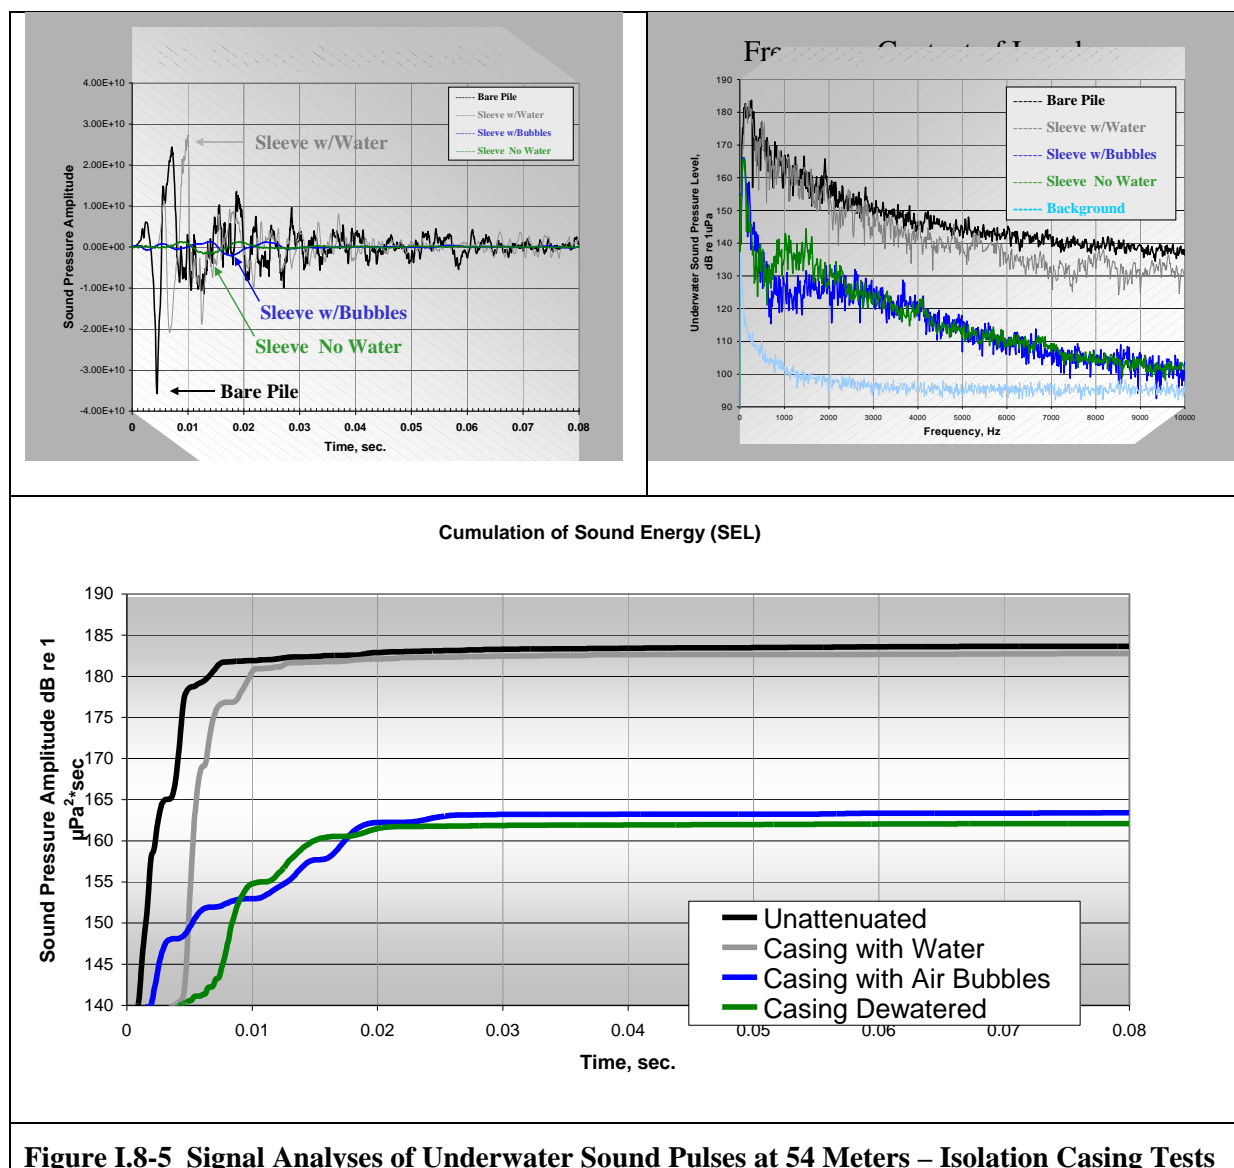 4.00E+10
3.00E+10
2.00E+10
1.00E+10
0.00E+00
-1.00E+10
-2.00E+10
-3.00E+10
-4.00E+10
Sound Pressure Amplitude
0 0.01 0.02 0.03 0.04 0.05 0.06 0.07 0.08
Time, sec.
Bare Pile
Sleeve w/Water
Sleeve w/Bubbles
Sleeve No Water
Sleeve w/Water
Sleeve w/Bubbles
Sleeve No Water
Bare Pile
190
180
170
160
150
140
130
120
110
100
90
Underwater Sound Pressure Level,
dB re 1uPa
0 1000 2000 3000 4000 5000 6000 7000 8000 9000 10000
Frequency, Hz
Bare Pile
Sleeve w/Water
Sleeve w/Bubbles
Sleeve No Water
Background
Cumulation of Sound Energy (SEL)
190
185
180
175
170
165
160
155
150
145
140
Sound Pressure Amplitude dB re 1
µPa²*sec
0 0.01 0.02 0.03 0.04 0.05 0.06 0.07 0.08
Time, sec.
Unattenuated
Casing with Water
Casing with Air Bubbles
Casing Dewatered
Figure I.8-5 Signal Analyses of Underwater Sound Pulses at 54 Meters – Isolation Casing Tests